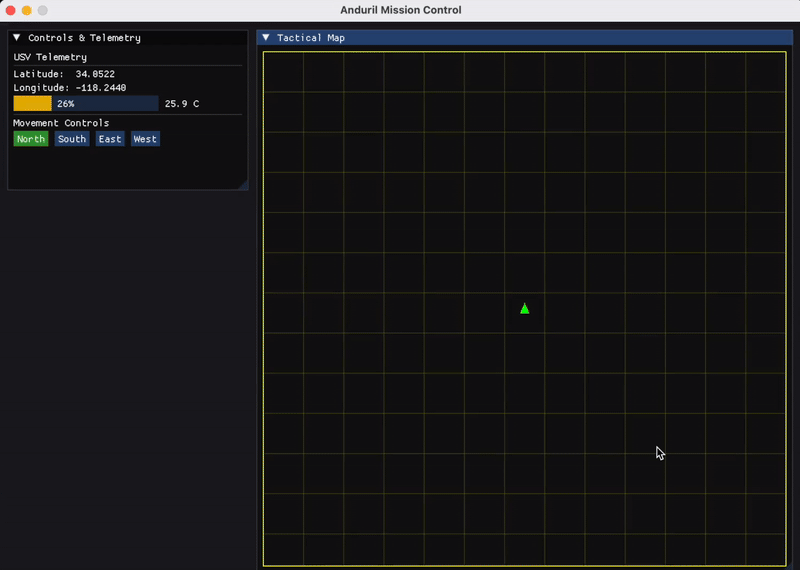 Anduril Mission Control
Controls & Telemetry
USV Telemetry
Latitude: 34.0522
Longitude: -118.2440
26% 25.9 C
Movement Controls
North South East West
Tactical Map